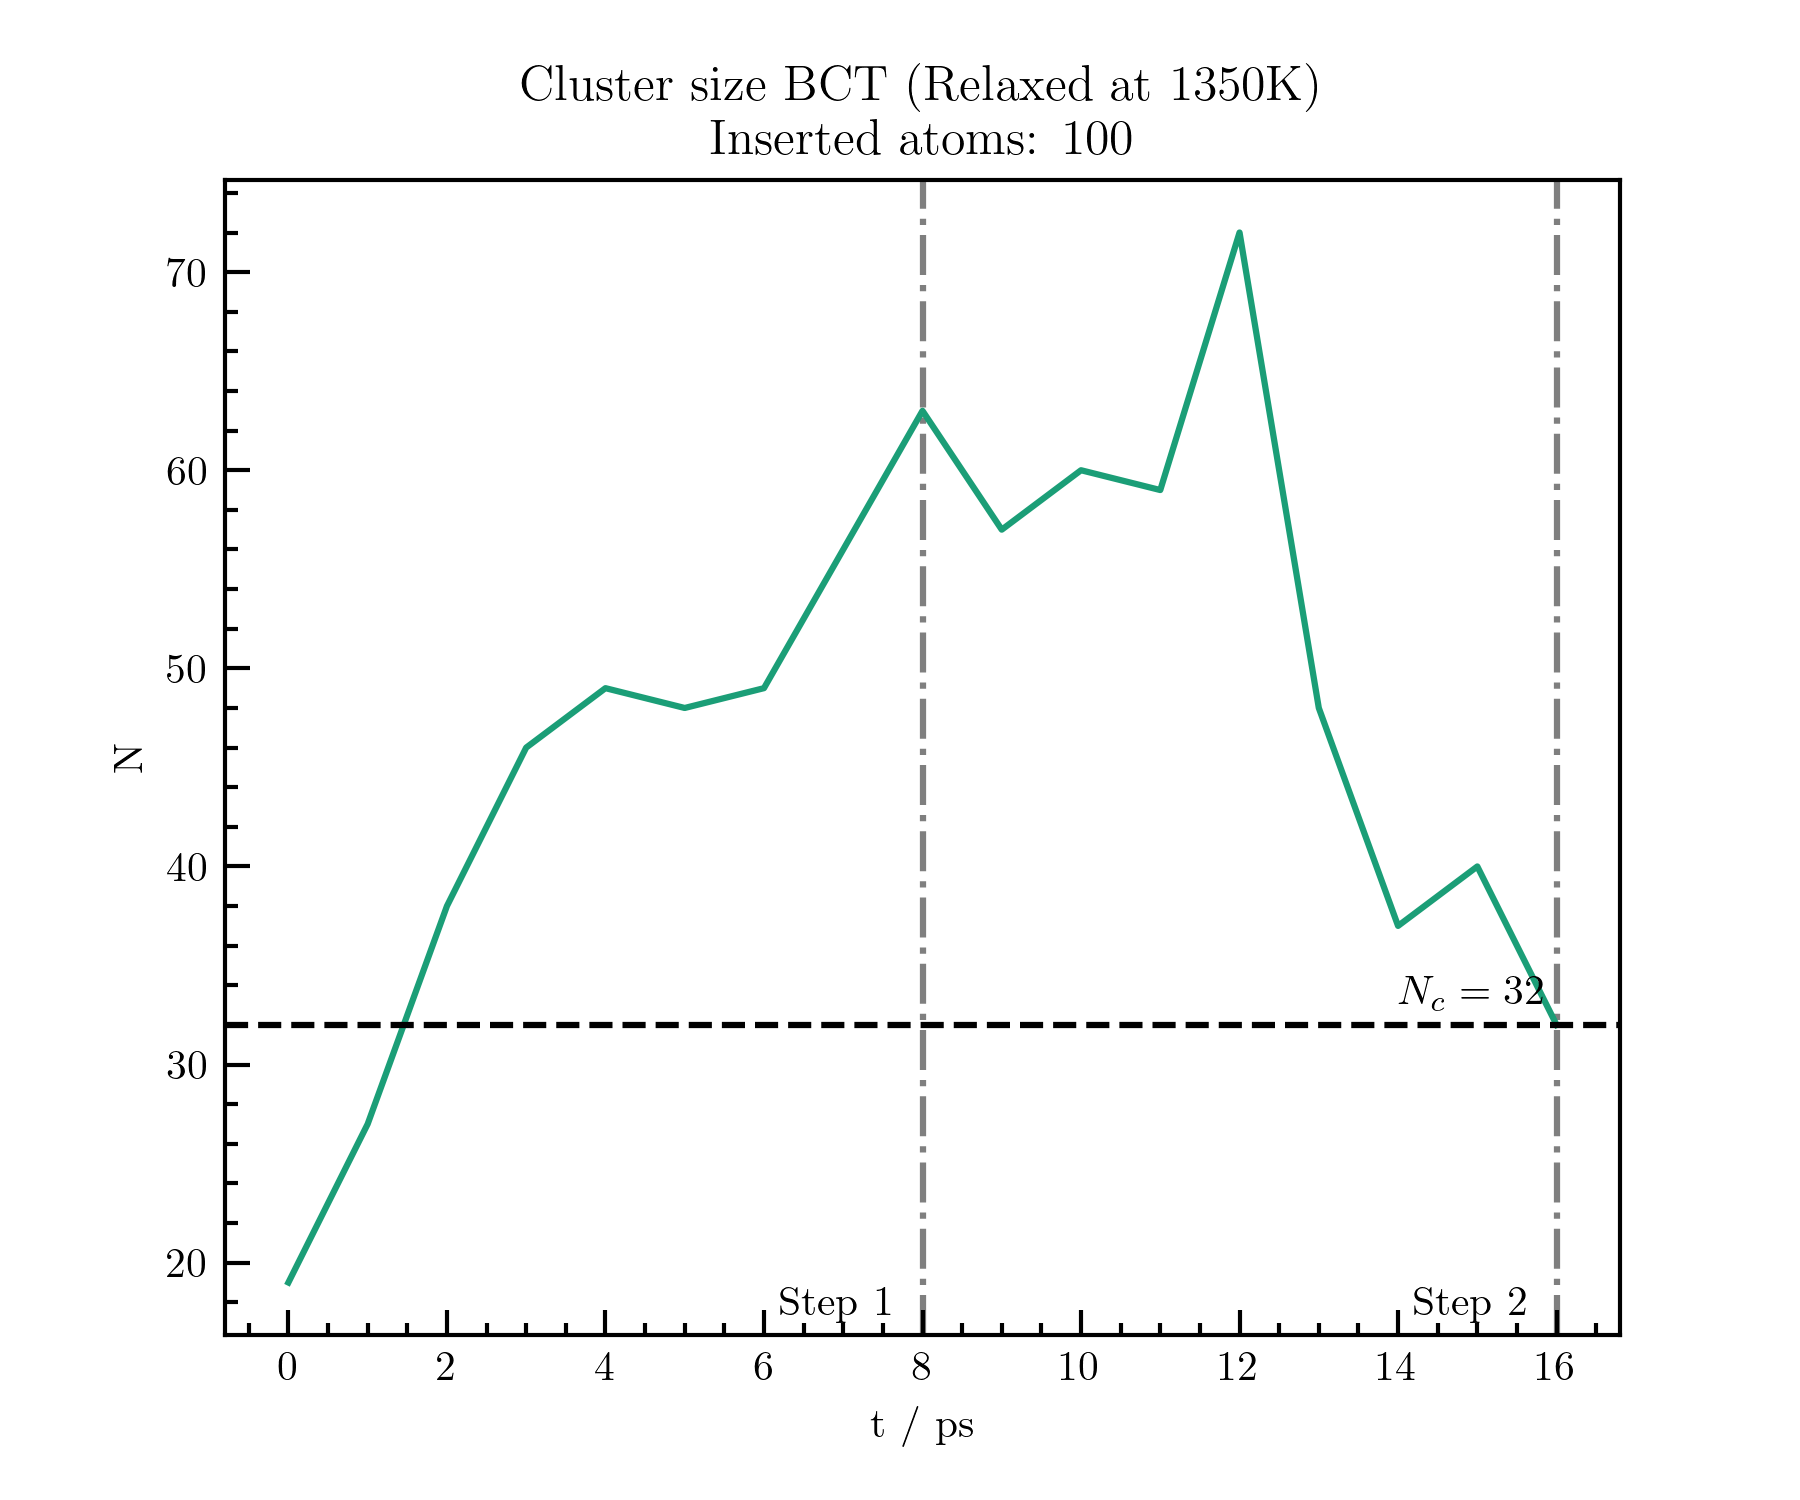 Cluster size BCT (Relaxed at 1350K)
Inserted atoms: 100
70
60
50
40
30
20
N
N_c = 32
Step 1
Step 2
0 2 4 6 8 10 12 14 16
t / ps